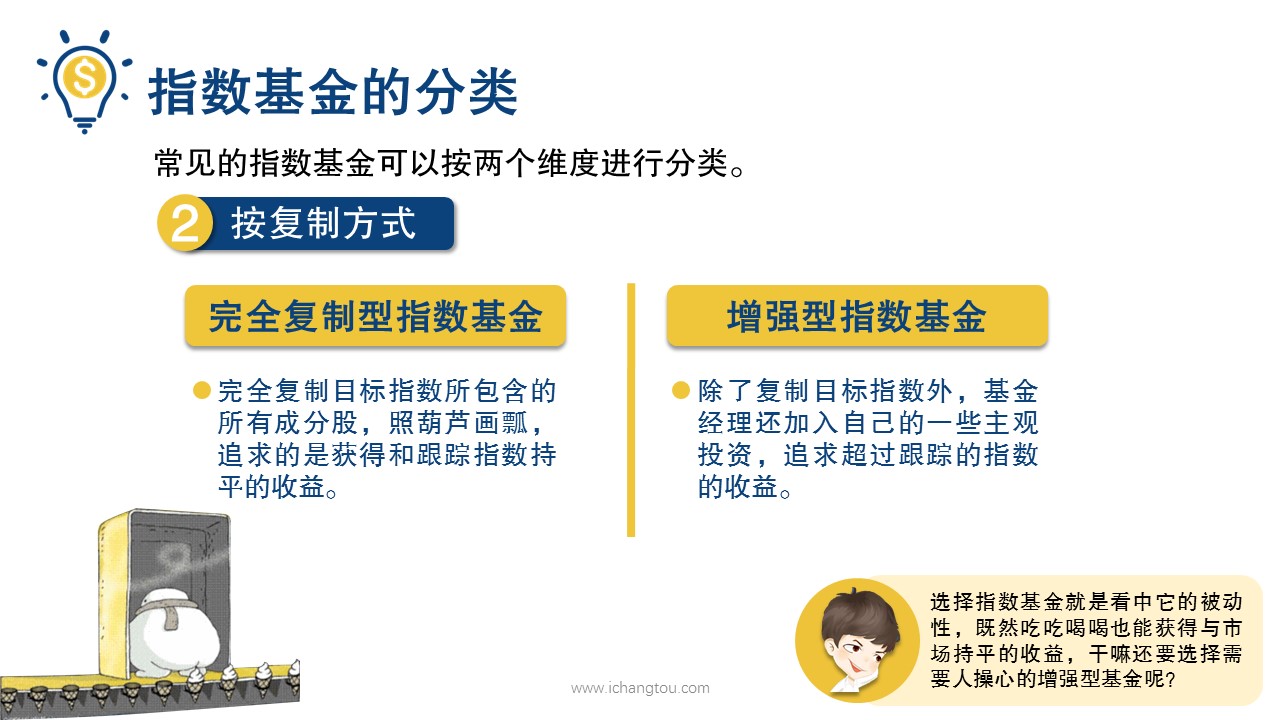 指数基金的分类
常见的指数基金可以按两个维度进行分类。
2 按复制方式
完全复制型指数基金
完全复制目标指数所包含的
所有成分股，照葫芦画瓢，
追求的是获得和跟踪指数持
平的收益。
增强型指数基金
除了复制目标指数外，基金
经理还加入自己的一些主观
投资，追求超过跟踪的指数
的收益。
选择指数基金就是看中它的被动
性，既然吃吃喝喝也能获得与市
场持平的收益，干嘛还要选择需
要人操心的增强型基金呢?
www.ichangtou.com